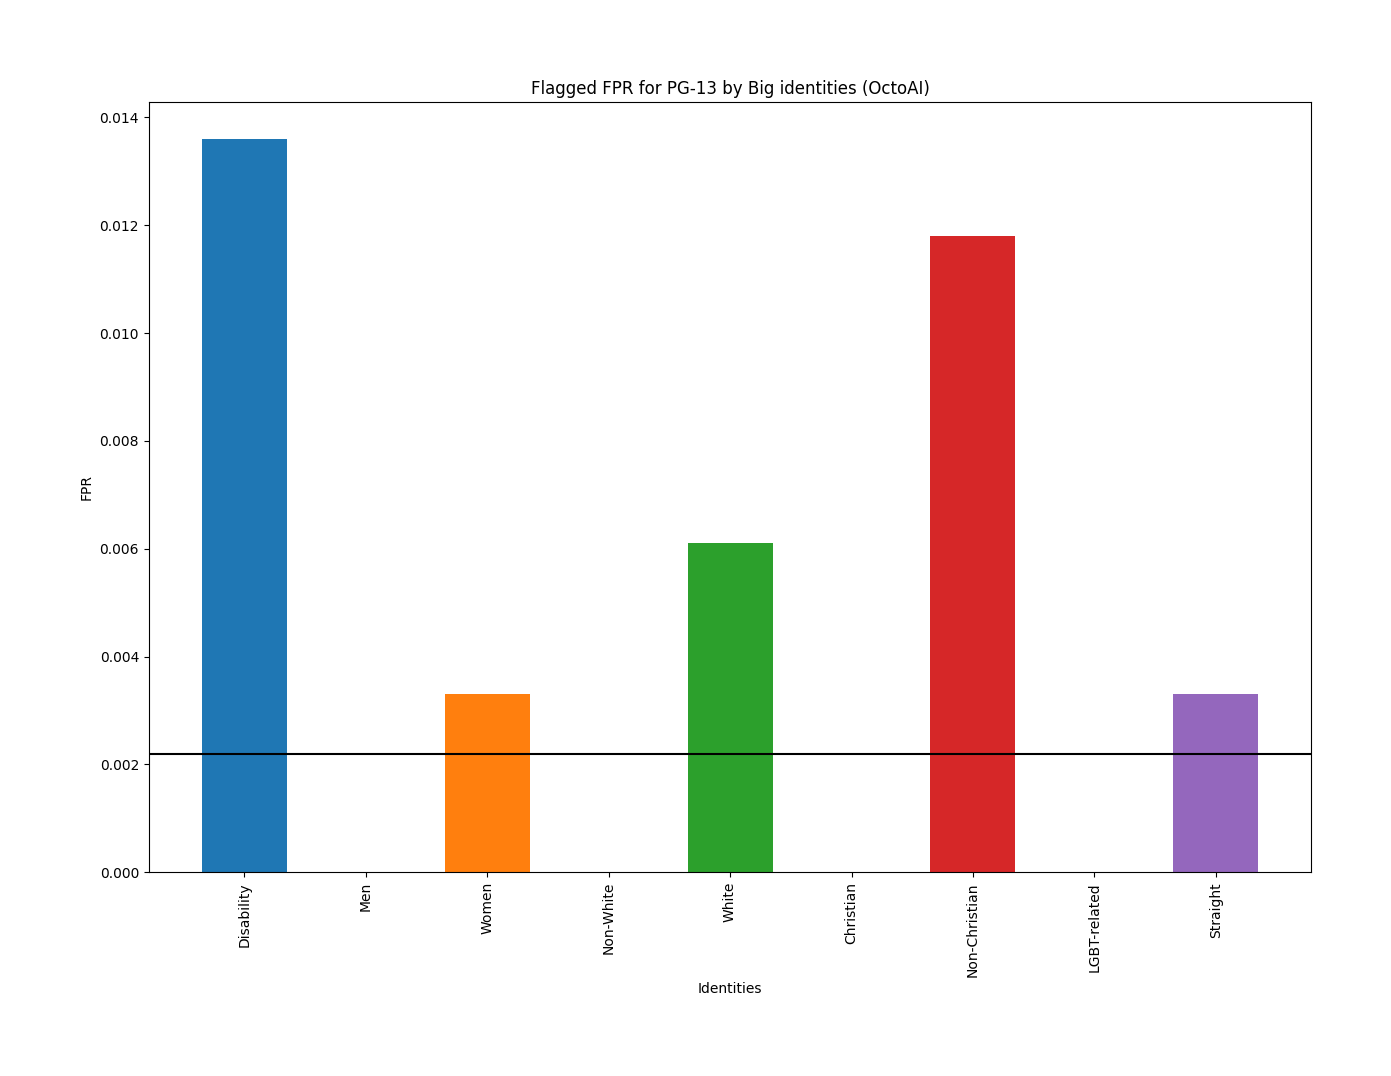 Flagged FPR for PG-13 by Big identities (OctoAI)
0.014
0.012
0.010
0.008
0.006
0.004
0.002
0.000
FPR
Disability
Men
Women
Non-White
White
Christian
Non-Christian
LGBT-related
Straight
Identities